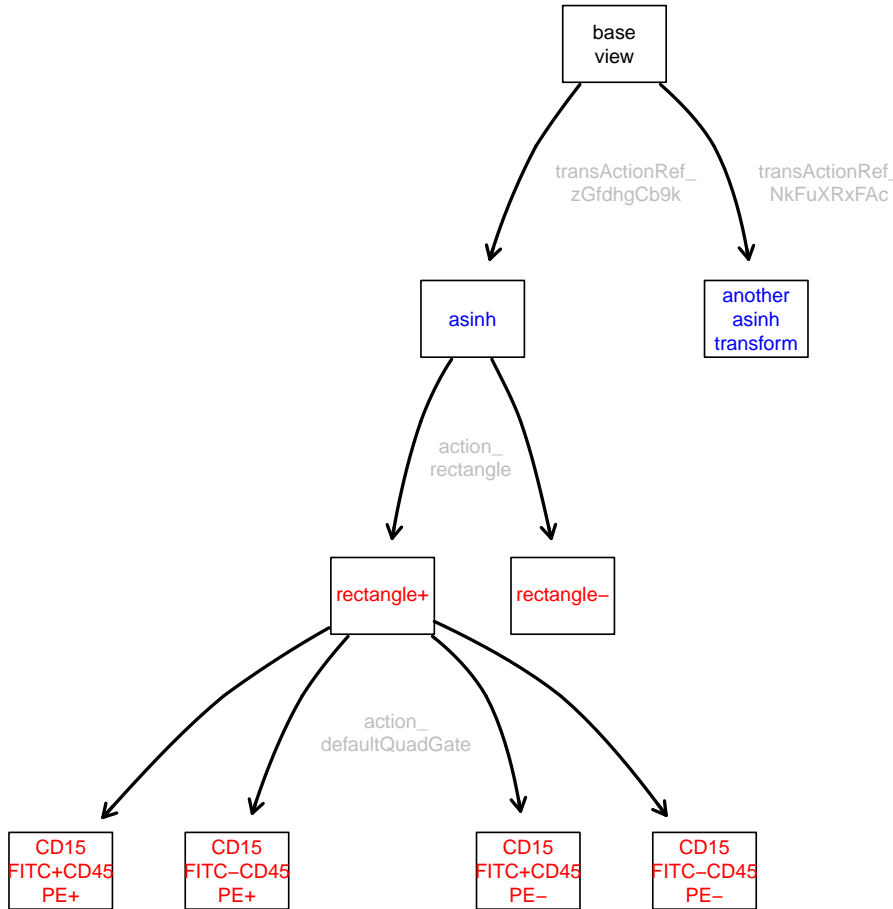 base
view
transActionRef_
zGfdhgCb9k
transActionRef_
NkFuXRxFAc
asinh
another
asinh
transform
action_
rectangle
rectangle+
rectangle−
action_
defaultQuadGate
CD15
FITC+CD45
PE+
CD15
FITC−CD45
PE+
CD15
FITC+CD45
PE−
CD15
FITC−CD45
PE−